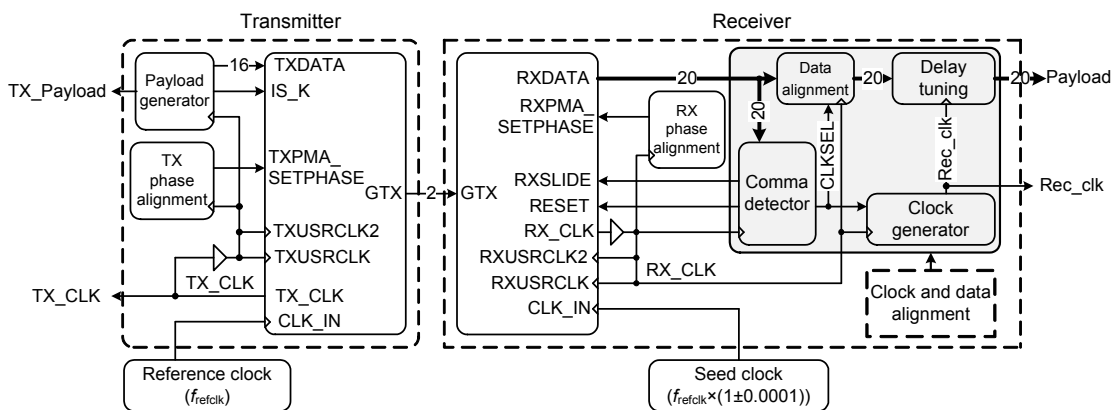 Transmitter
Receiver
TX_Payload
Payload
generator
16
TXDATA
IS_K
TX
phase
alignment
TXPMA_
SETPHASE
GTX
2
TXUSRCLK2
TXUSRCLK
TX_CLK
TX_CLK
TX_CLK
CLK_IN
Reference clock
(f_refclk)
GTX
RXDATA
20
RXPMA_
SETPHASE
RX
phase
alignment
RXSLIDE
RESET
RX_CLK
RXUSRCLK2
RXUSRCLK
RX_CLK
CLK_IN
Seed clock
(f_refclk×(1±0.0001))
20
Data
alignment
20
Delay
tuning
20
Payload
Comma
detector
CLKSEL
Rec_clk
Rec_clk
Clock
generator
Clock and data
alignment